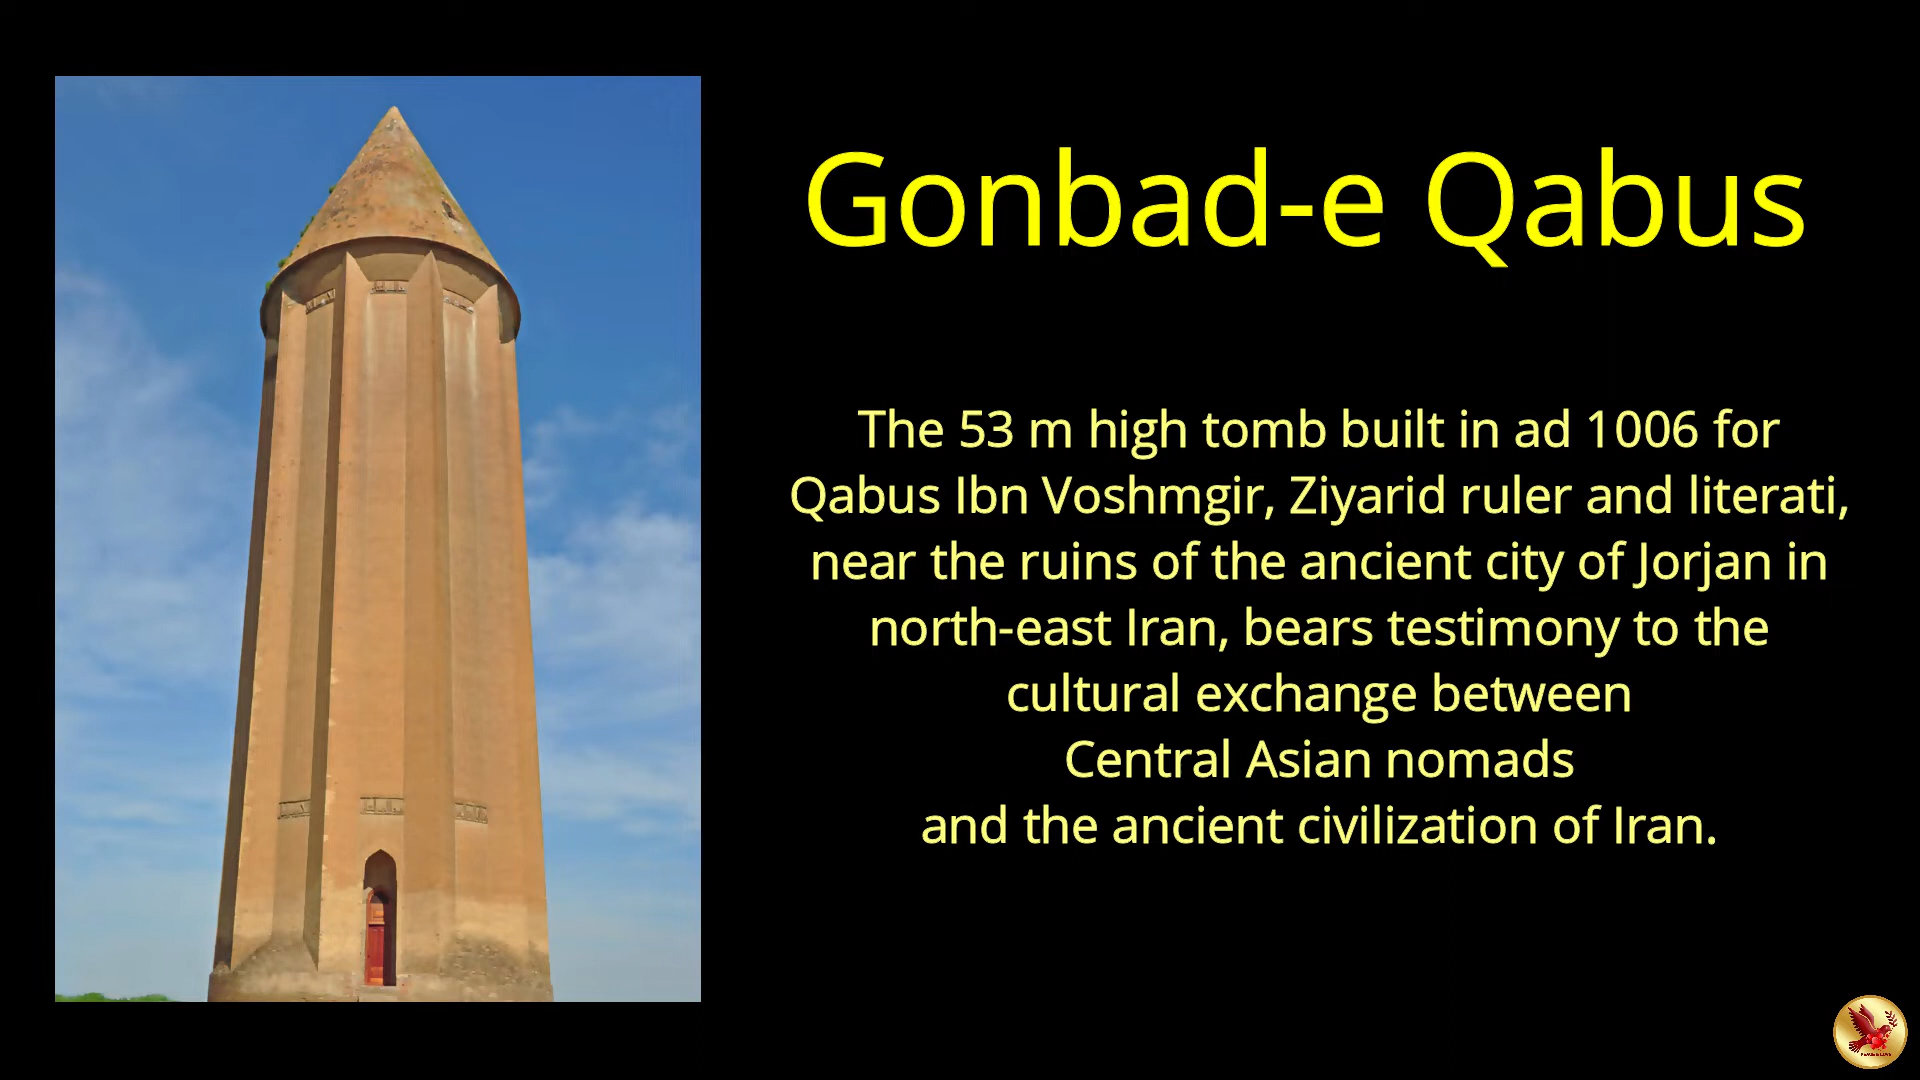 Gonbad-e Qabus
The 53 m high tomb built in ad 1006 for
Qabus Ibn Voshmgir, Ziyarid ruler and literati,
near the ruins of the ancient city of Jorjan in
north-east Iran, bears testimony to the
cultural exchange between
Central Asian nomads
and the ancient civilization of Iran.